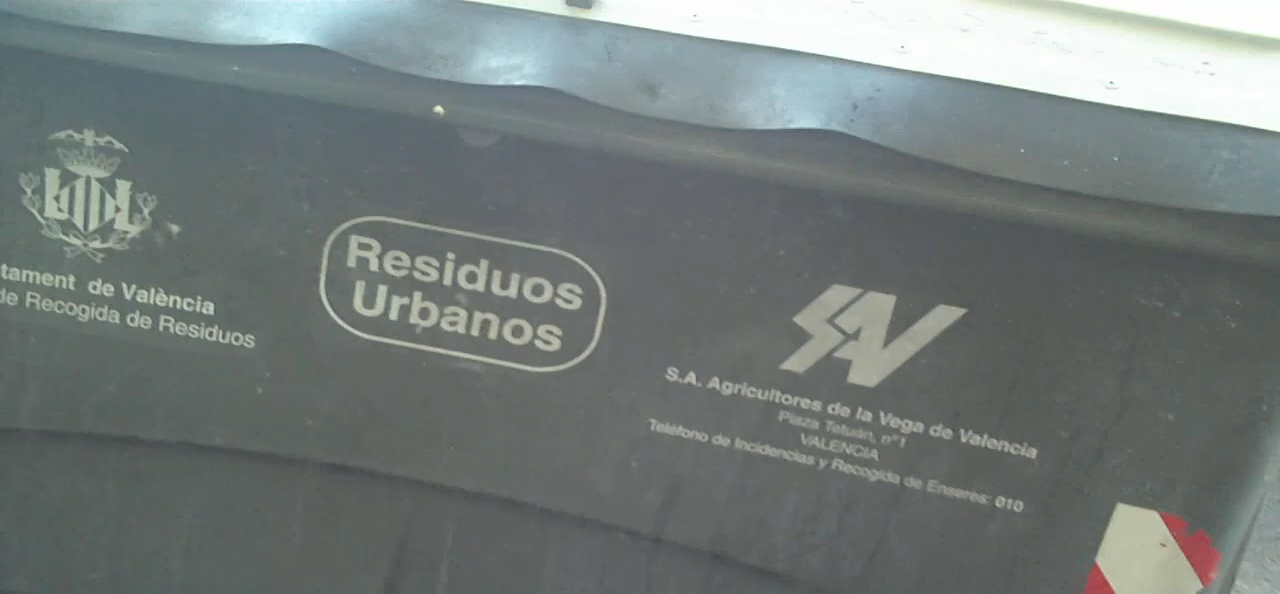 tament de València
de Recogida de Residuos
Residuos
Urbanos
SAV
S.A. Agricultores de la Vega de Valencia
Plaza Tetuán, nº1
VALENCIA
Teléfono de Incidencias y Recogida de Enseres: 010